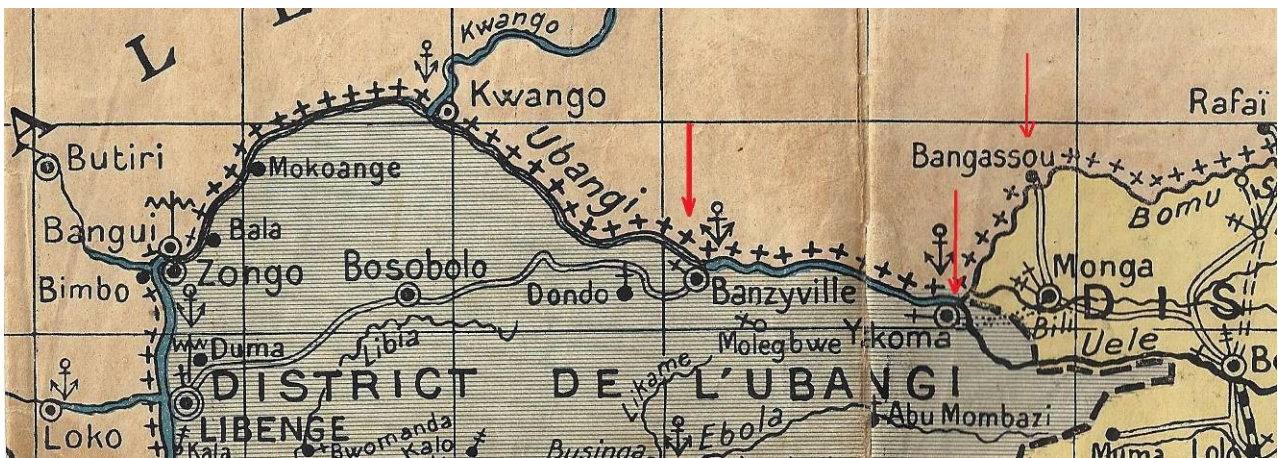 L
L
A
Kwango
Kwango
Rafaï
Butiri
Ubangi
Bangassou
Mokoange
Bomu
Bangui
Bala
Zongo
Bosobolo
Bimbo
Dondo
Banzyville
Monga
D I S
Molegbwe
Yakoma
Bili
Uele
Duma
Libia
Likame
DISTRICT DE L'UBANGI
Loko
LIBENGE
Abu Mombazi
Ebola
Bwomanda
Kala
Kalo
Businga
Muma